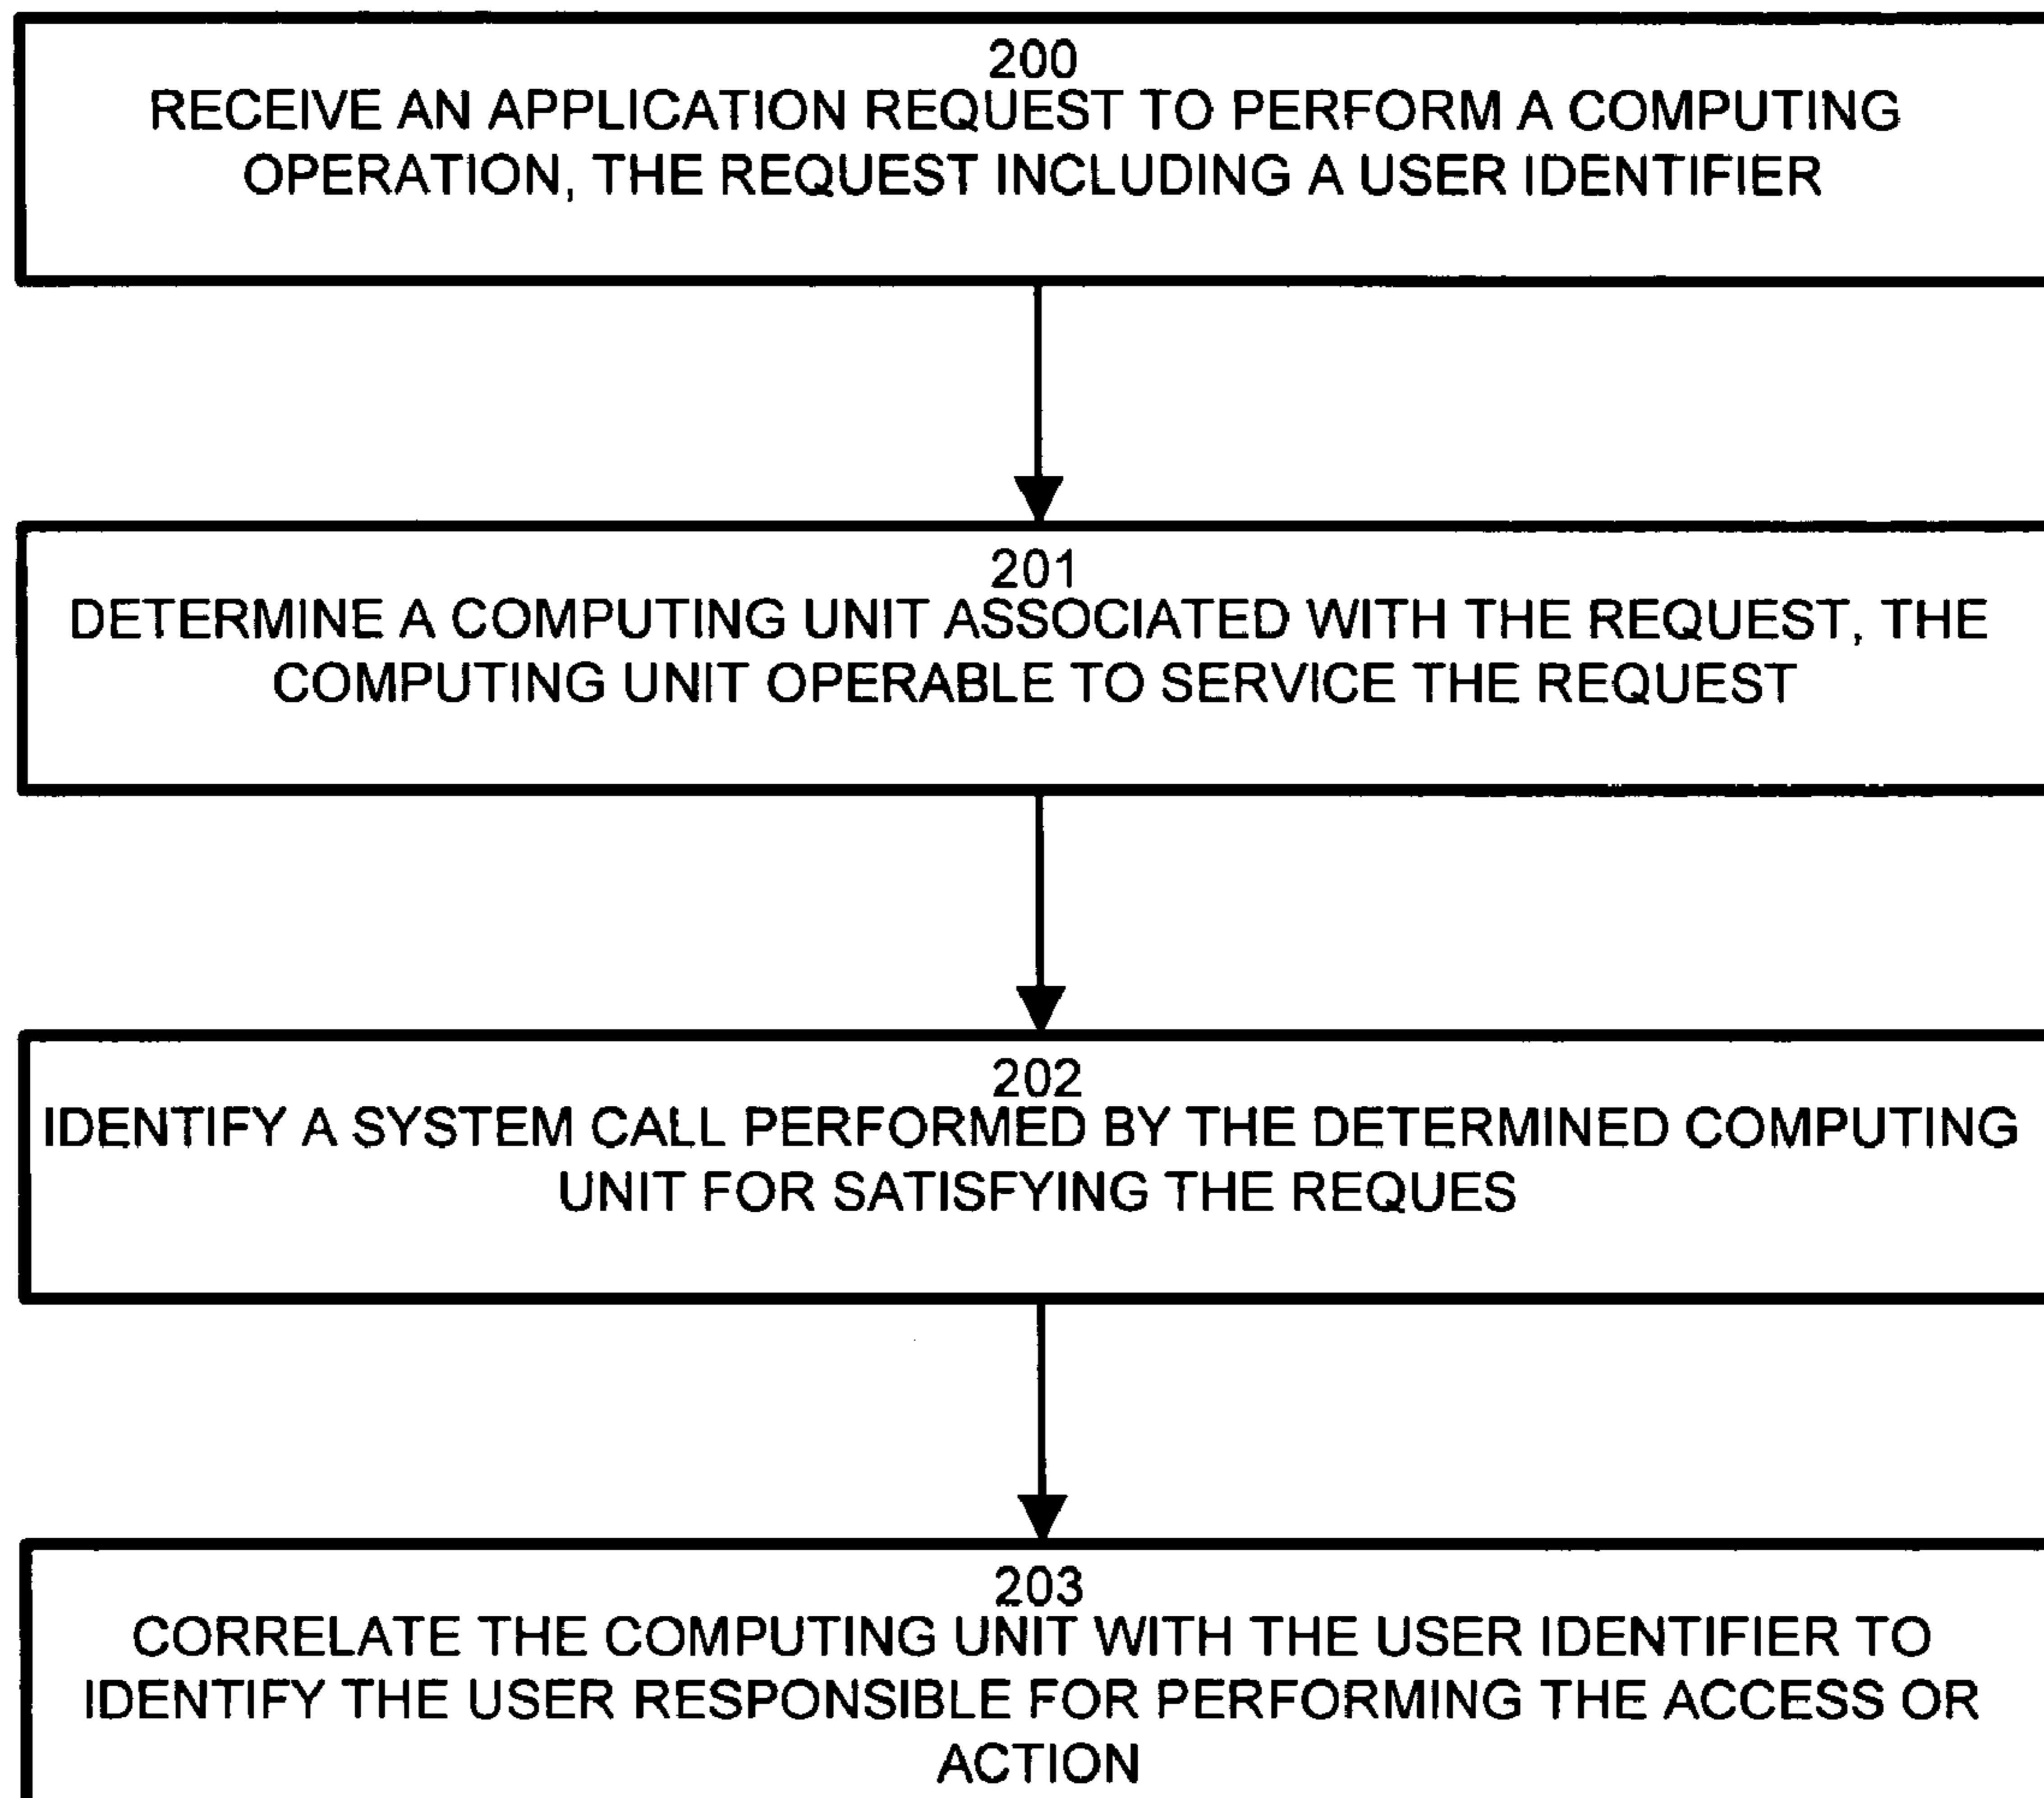 200
RECEIVE AN APPLICATION REQUEST TO PERFORM A COMPUTING
OPERATION, THE REQUEST INCLUDING A USER IDENTIFIER
201
DETERMINE A COMPUTING UNIT ASSOCIATED WITH THE REQUEST, THE
COMPUTING UNIT OPERABLE TO SERVICE THE REQUEST
202
IDENTIFY A SYSTEM CALL PERFORMED BY THE DETERMINED COMPUTING
UNIT FOR SATISFYING THE REQUES
203
CORRELATE THE COMPUTING UNIT WITH THE USER IDENTIFIER TO
IDENTIFY THE USER RESPONSIBLE FOR PERFORMING THE ACCESS OR
ACTION